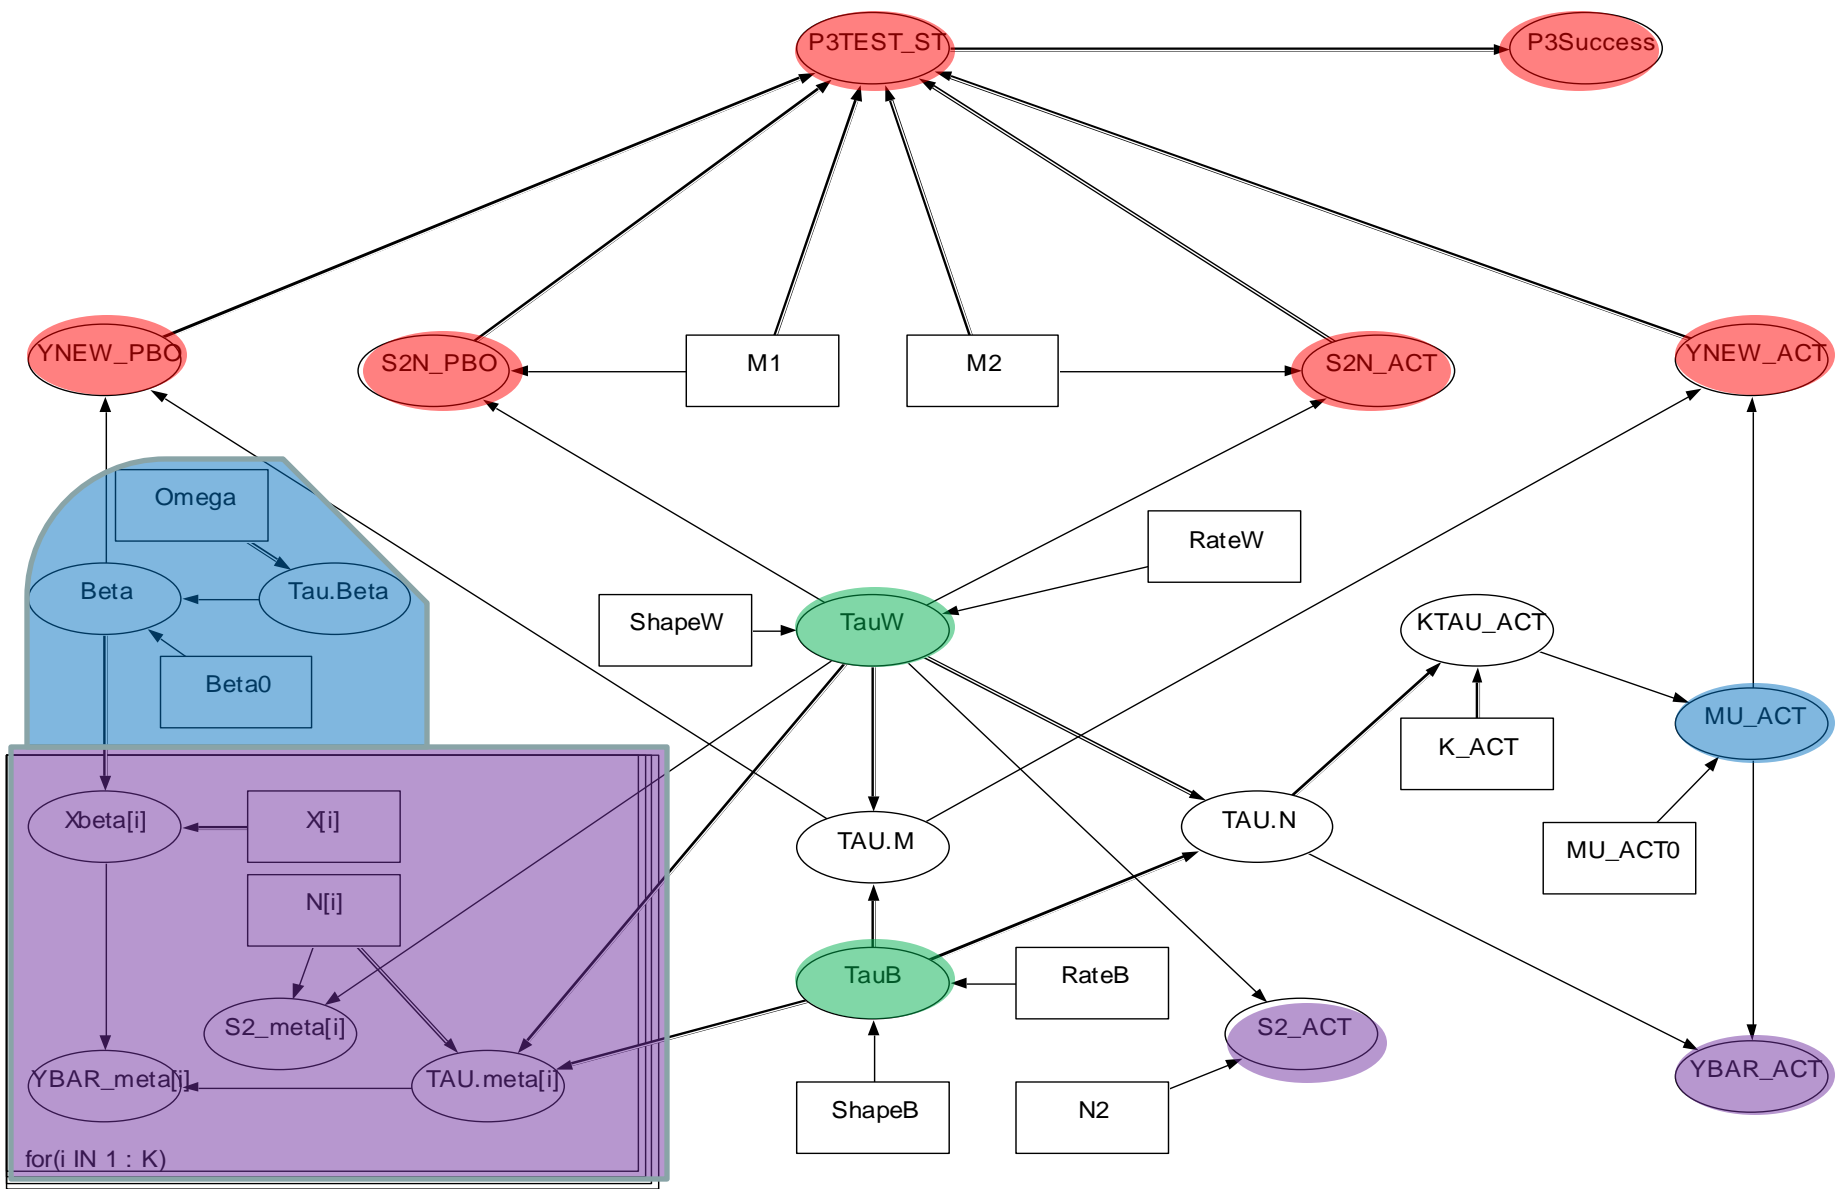 P3TEST_ST
P3Success
YNEW_PBO
S2N_PBO
M1
M2
S2N_ACT
YNEW_ACT
Omega
RateW
Beta
Tau.Beta
ShapeW
TauW
KTAU_ACT
Beta0
MU_ACT
K_ACT
Xbeta[i]
X[i]
TAU.M
TAU.N
MU_ACT0
N[i]
TauB
RateB
S2_meta[i]
S2_ACT
YBAR_meta[i]
TAU.meta[i]
YBAR_ACT
ShapeB
N2
for(i IN 1 : K)